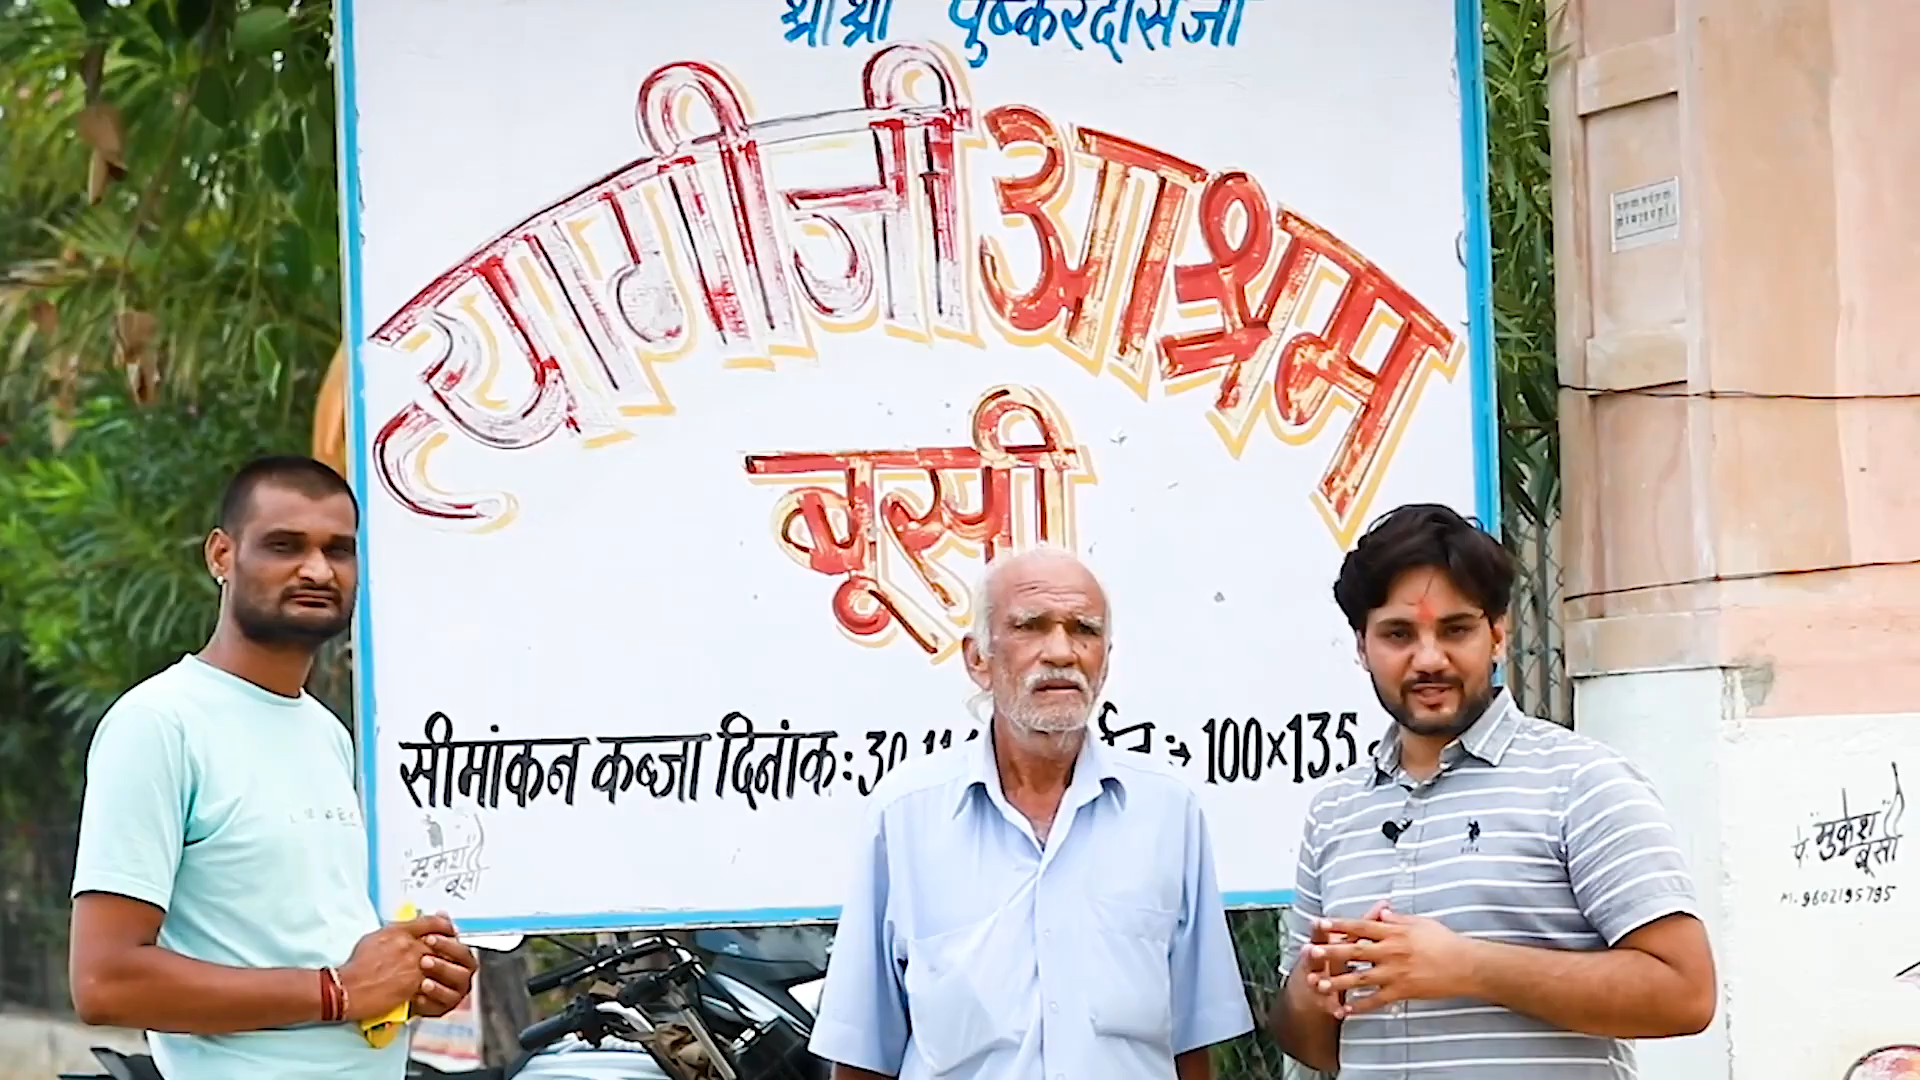 श्री श्री पुष्करदासजी
त्यागीजी आश्रम
बूसी
सीमांकन कब्जा दिनांक: 30 → 100×135
"मुकेश"
बूसी
पे. "मुकेश"
बूसी
M. 9602195795